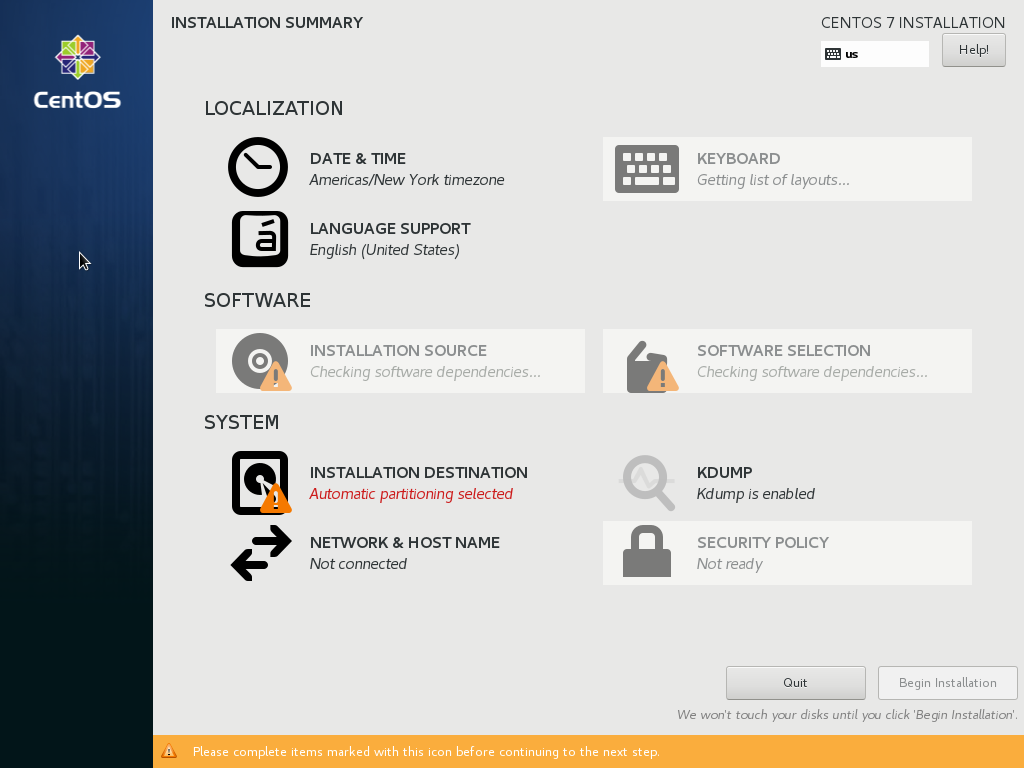 INSTALLATION SUMMARY
CENTOS 7 INSTALLATION
us
Help!
CentOS
LOCALIZATION
DATE & TIME
Americas/New York timezone
KEYBOARD
Getting list of layouts...
á
LANGUAGE SUPPORT
English (United States)
SOFTWARE
INSTALLATION SOURCE
Checking software dependencies...
SOFTWARE SELECTION
Checking software dependencies...
SYSTEM
INSTALLATION DESTINATION
Automatic partitioning selected
KDUMP
Kdump is enabled
NETWORK & HOST NAME
Not connected
SECURITY POLICY
Not ready
Quit
Begin Installation
We won't touch your disks until you click 'Begin Installation'.
Please complete items marked with this icon before continuing to the next step.